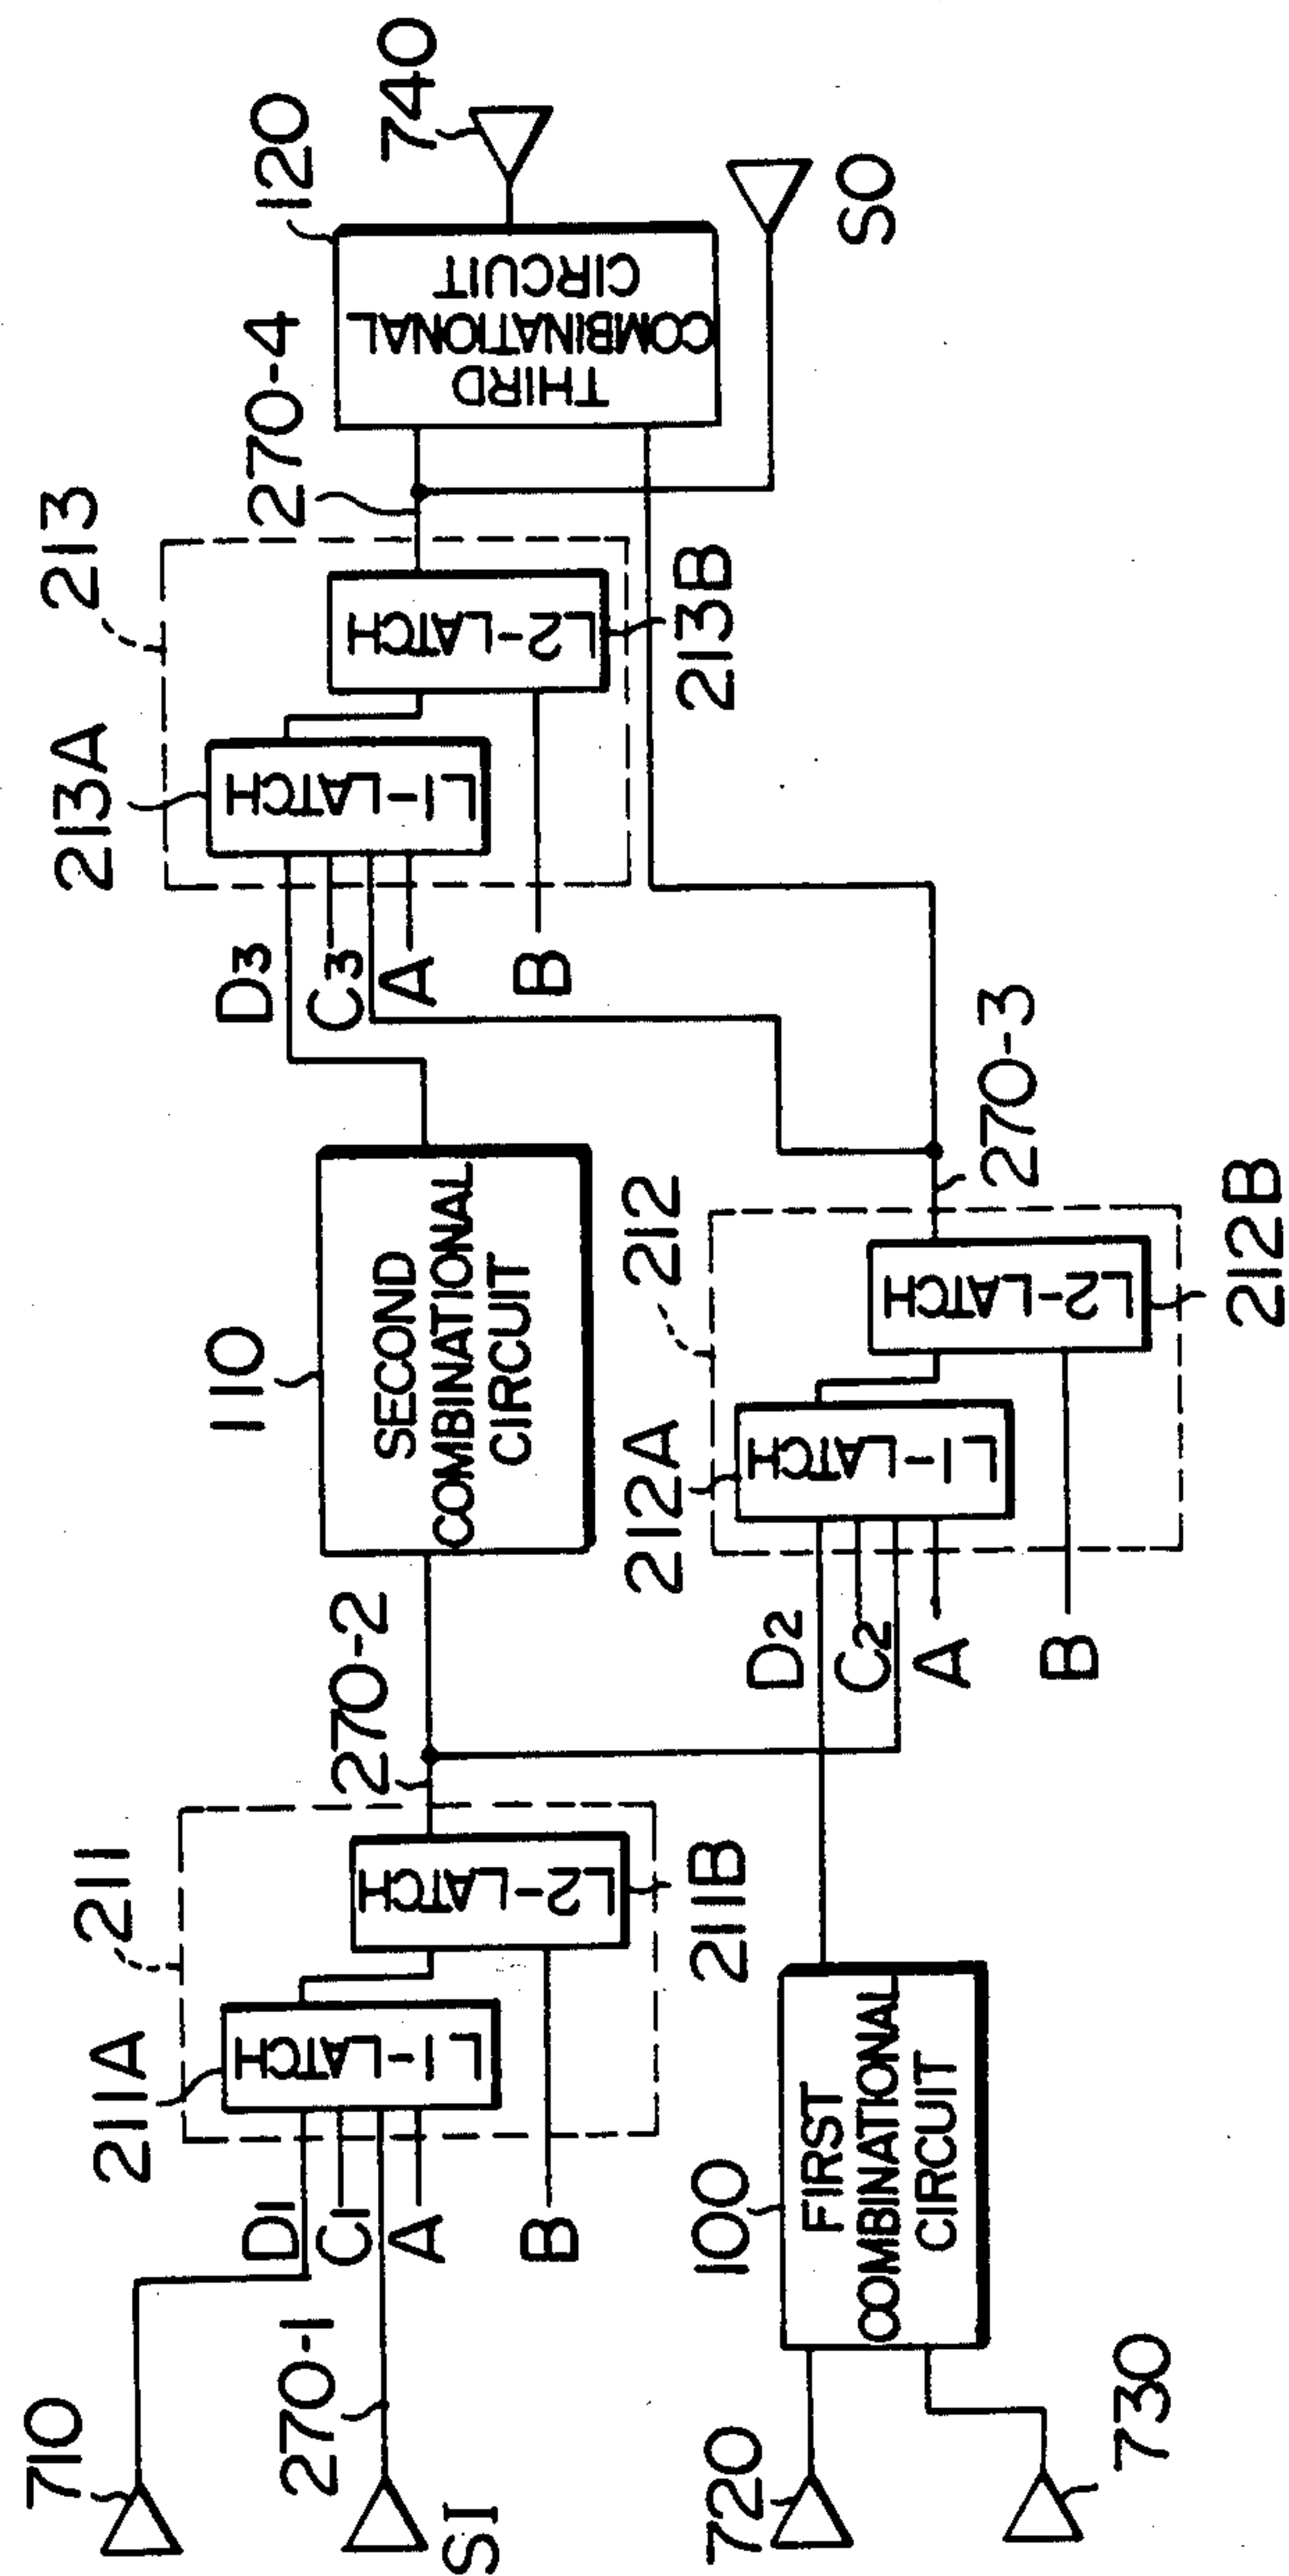 710
270-1
SI
720
730
D1
C1
A
B
211A
211
L1-LATCH
L2-LATCH
211B
100
FIRST
COMBINATIONAL
CIRCUIT
270-2
110
SECOND
COMBINATIONAL
CIRCUIT
D2
C2
A
B
212A
212
L1-LATCH
L2-LATCH
212B
270-3
D3
C3
A
B
213A
213
L1-LATCH
L2-LATCH
213B
270-4
120
THIRD
COMBINATIONAL
CIRCUIT
740
SO